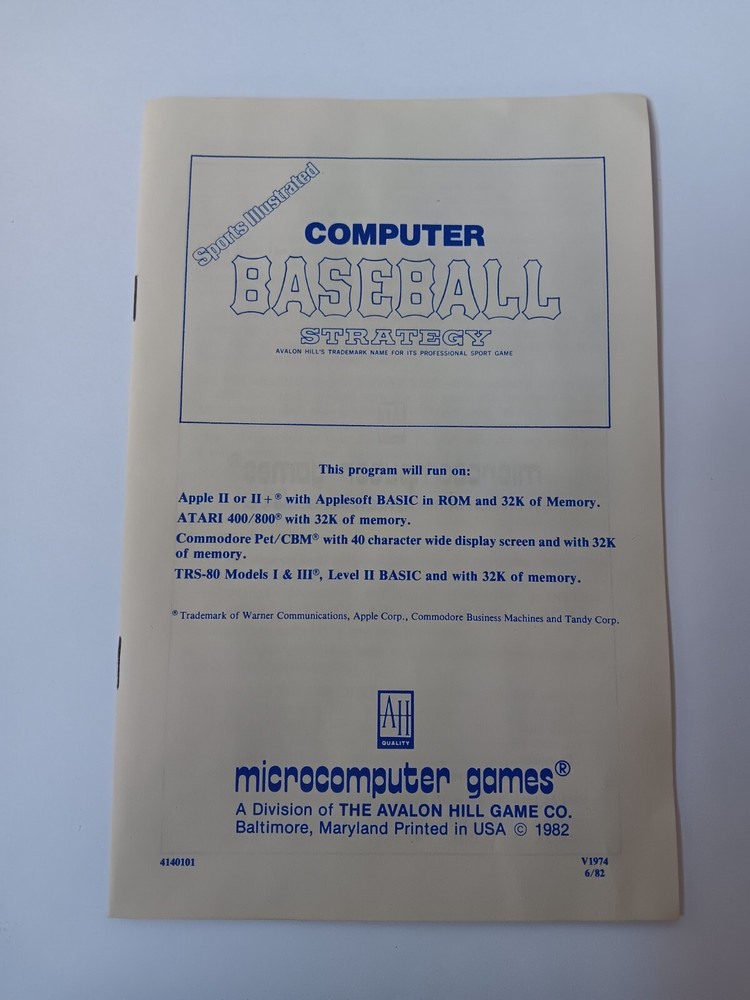 Sports Illustrated
COMPUTER
BASEBALL
STRATEGY
AVALON HILL'S TRADEMARK NAME FOR ITS PROFESSIONAL SPORT GAME
This program will run on:
Apple II or II+® with Applesoft BASIC in ROM and 32K of Memory.
ATARI 400/800® with 32K of memory.
Commodore Pet/CBM® with 40 character wide display screen and with 32K
of memory.
TRS-80 Models I & III®, Level II BASIC and with 32K of memory.
®Trademark of Warner Communications, Apple Corp., Commodore Business Machines and Tandy Corp.
AH
QUALITY
microcomputer games®
A Division of THE AVALON HILL GAME CO.
Baltimore, Maryland Printed in USA © 1982
4140101
V1974
6/82